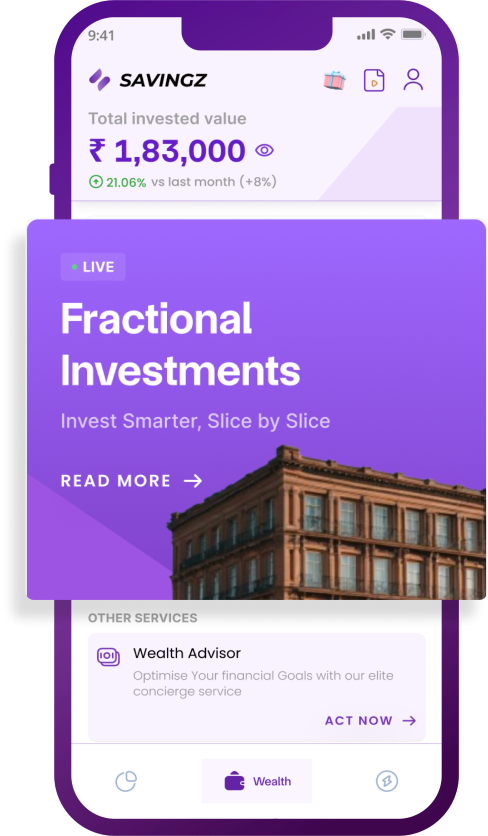 9:41
SAVINGZ
Total invested value
₹ 1,83,000
21.06% vs last month (+8%)
LIVE
Fractional
Investments
Invest Smarter, Slice by Slice
READ MORE →
OTHER SERVICES
Wealth Advisor
Optimise Your financial Goals with our elite
concierge service
ACT NOW →
Wealth